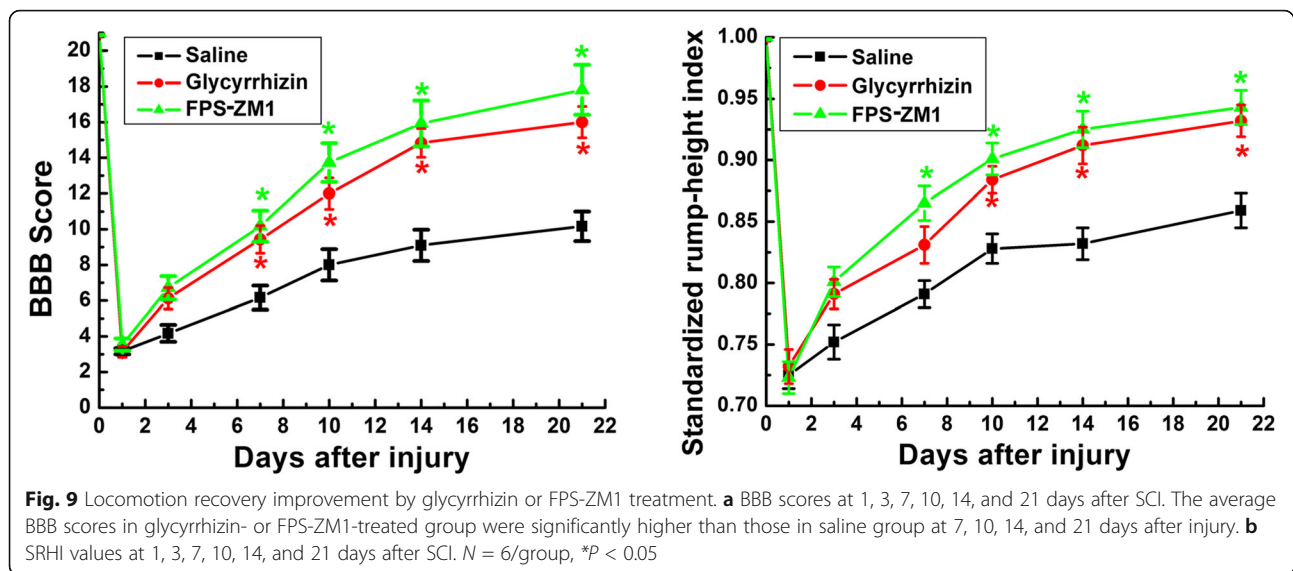 Saline
Glycyrrhizin
FPS-ZM1
BBB Score
20
18
16
14
12
10
8
6
4
2
0
0 2 4 6 8 10 12 14 16 18 20 22
Days after injury
* * * *
* * * *
Saline
Glycyrrhizin
FPS-ZM1
Standardized rump-height index
1.00
0.95
0.90
0.85
0.80
0.75
0.70
0 2 4 6 8 10 12 14 16 18 20 22
Days after injury
* * * *
* * *
Fig. 9 Locomotion recovery improvement by glycyrrhizin or FPS-ZM1 treatment. a BBB scores at 1, 3, 7, 10, 14, and 21 days after SCI. The average
BBB scores in glycyrrhizin- or FPS-ZM1-treated group were significantly higher than those in saline group at 7, 10, 14, and 21 days after injury. b
SRHI values at 1, 3, 7, 10, 14, and 21 days after SCI. N = 6/group, *P < 0.05